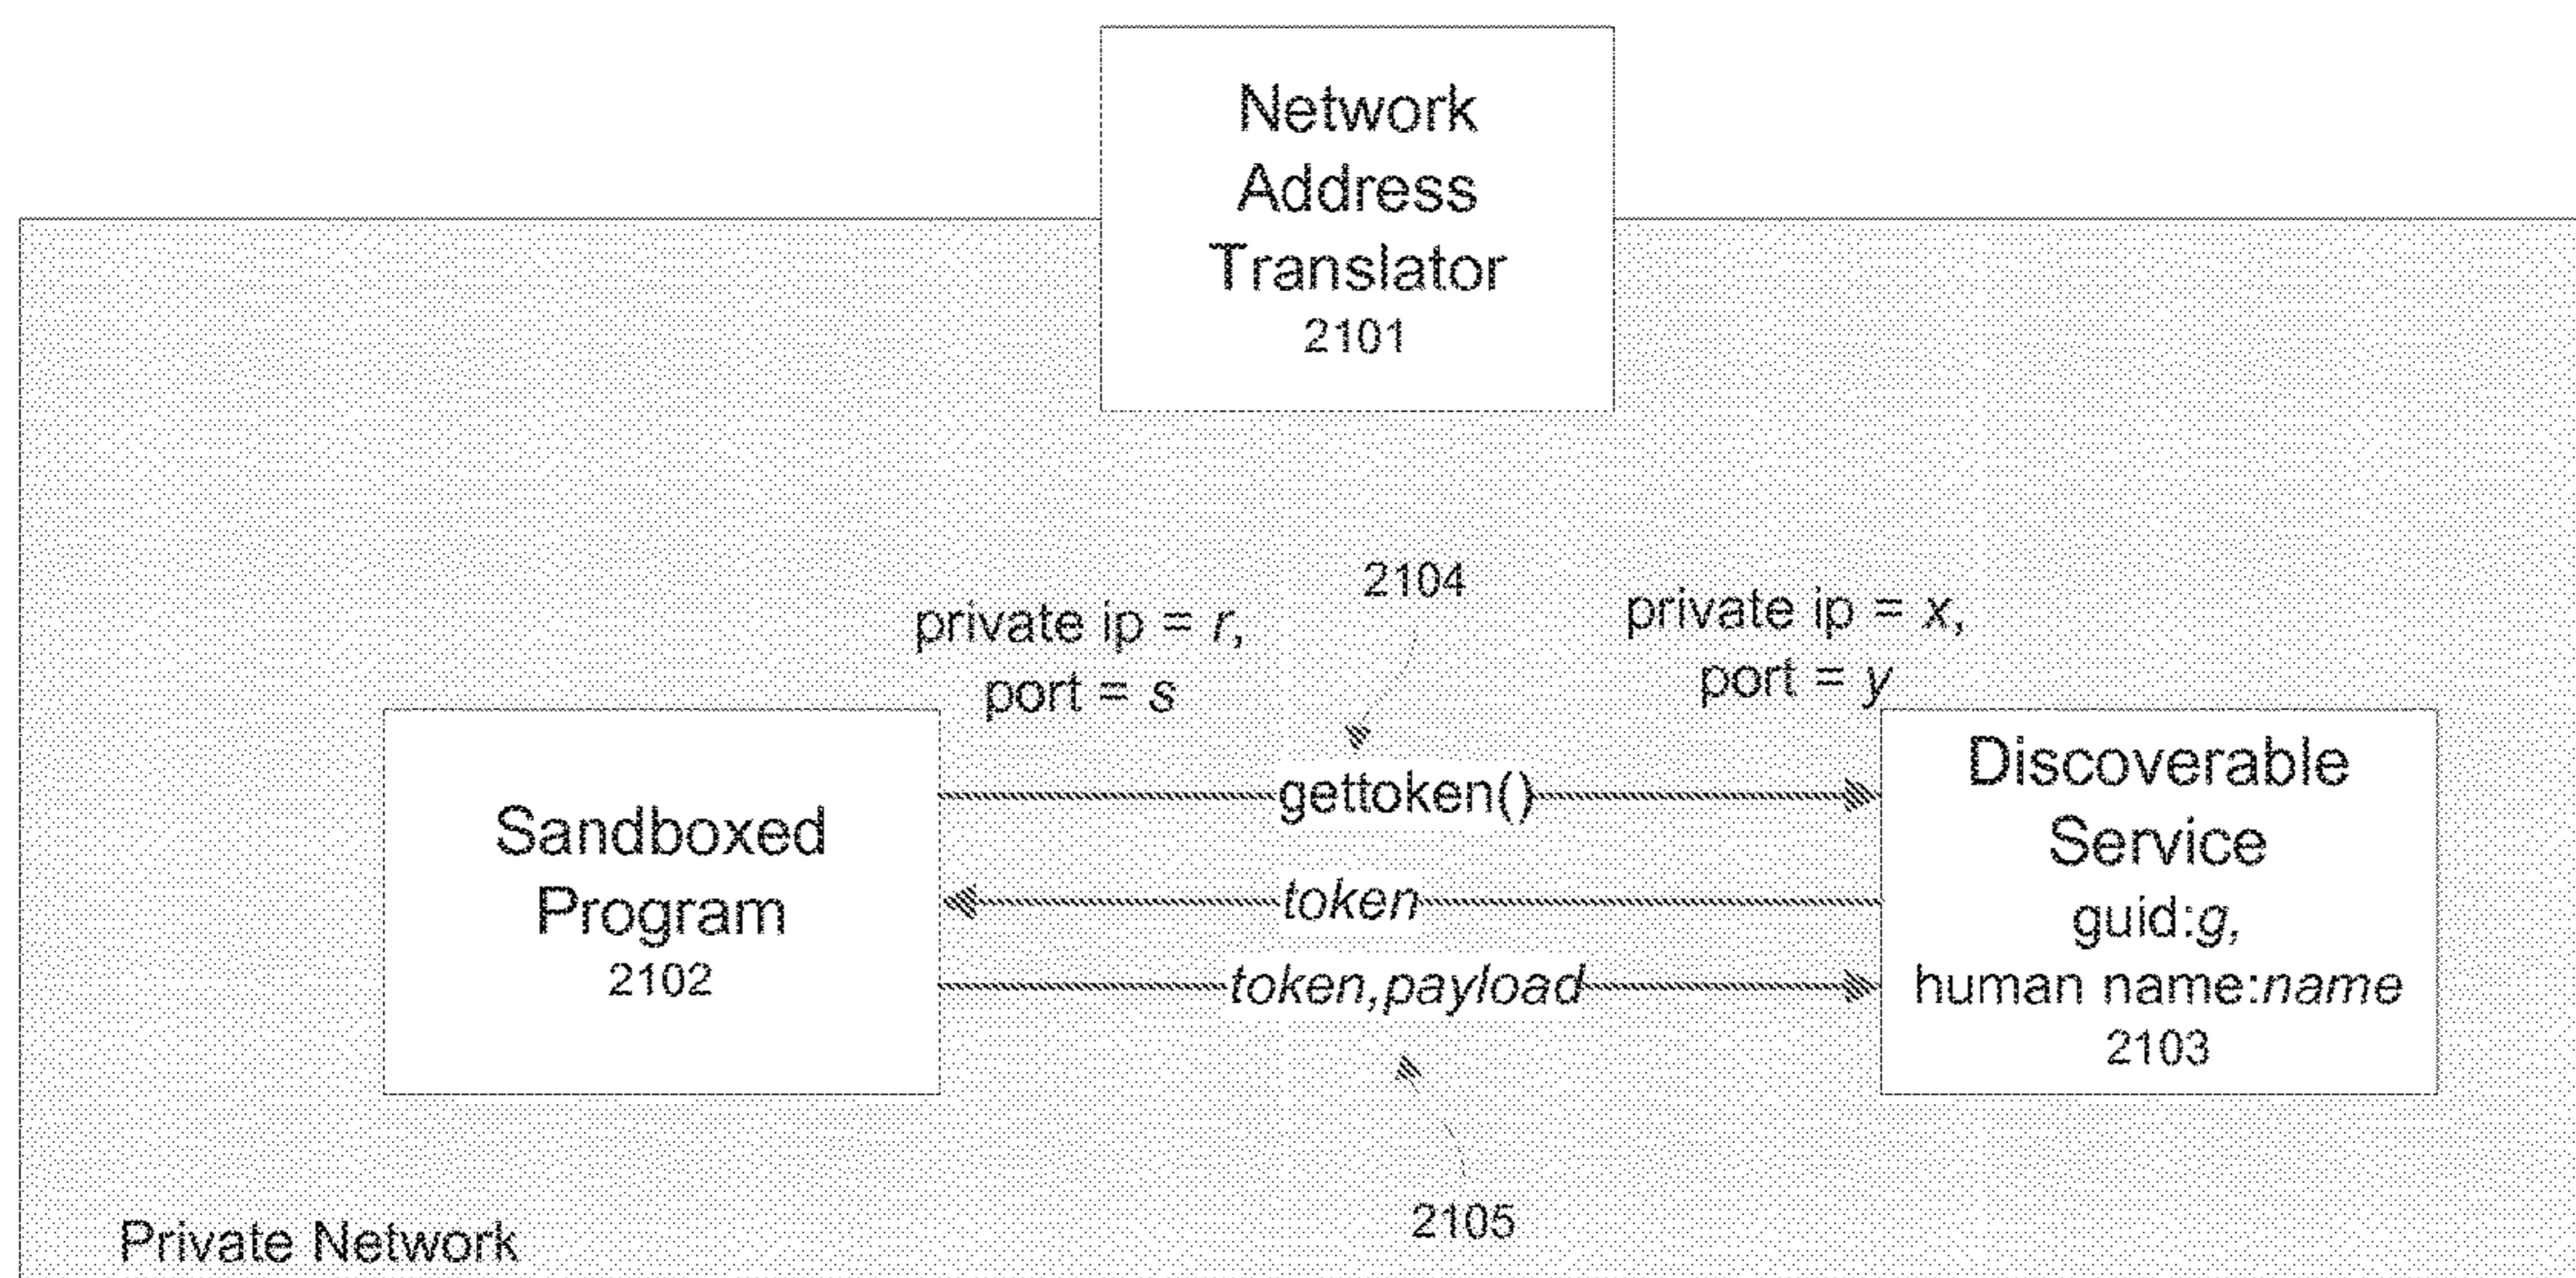 Network
Address
Translator
2101
2104
private ip = r,
port = s
private ip = x,
port = y
Sandboxed
Program
2102
gettoken()
token
token,payload
Discoverable
Service
guid:g,
human name:name
2103
2105
Private Network